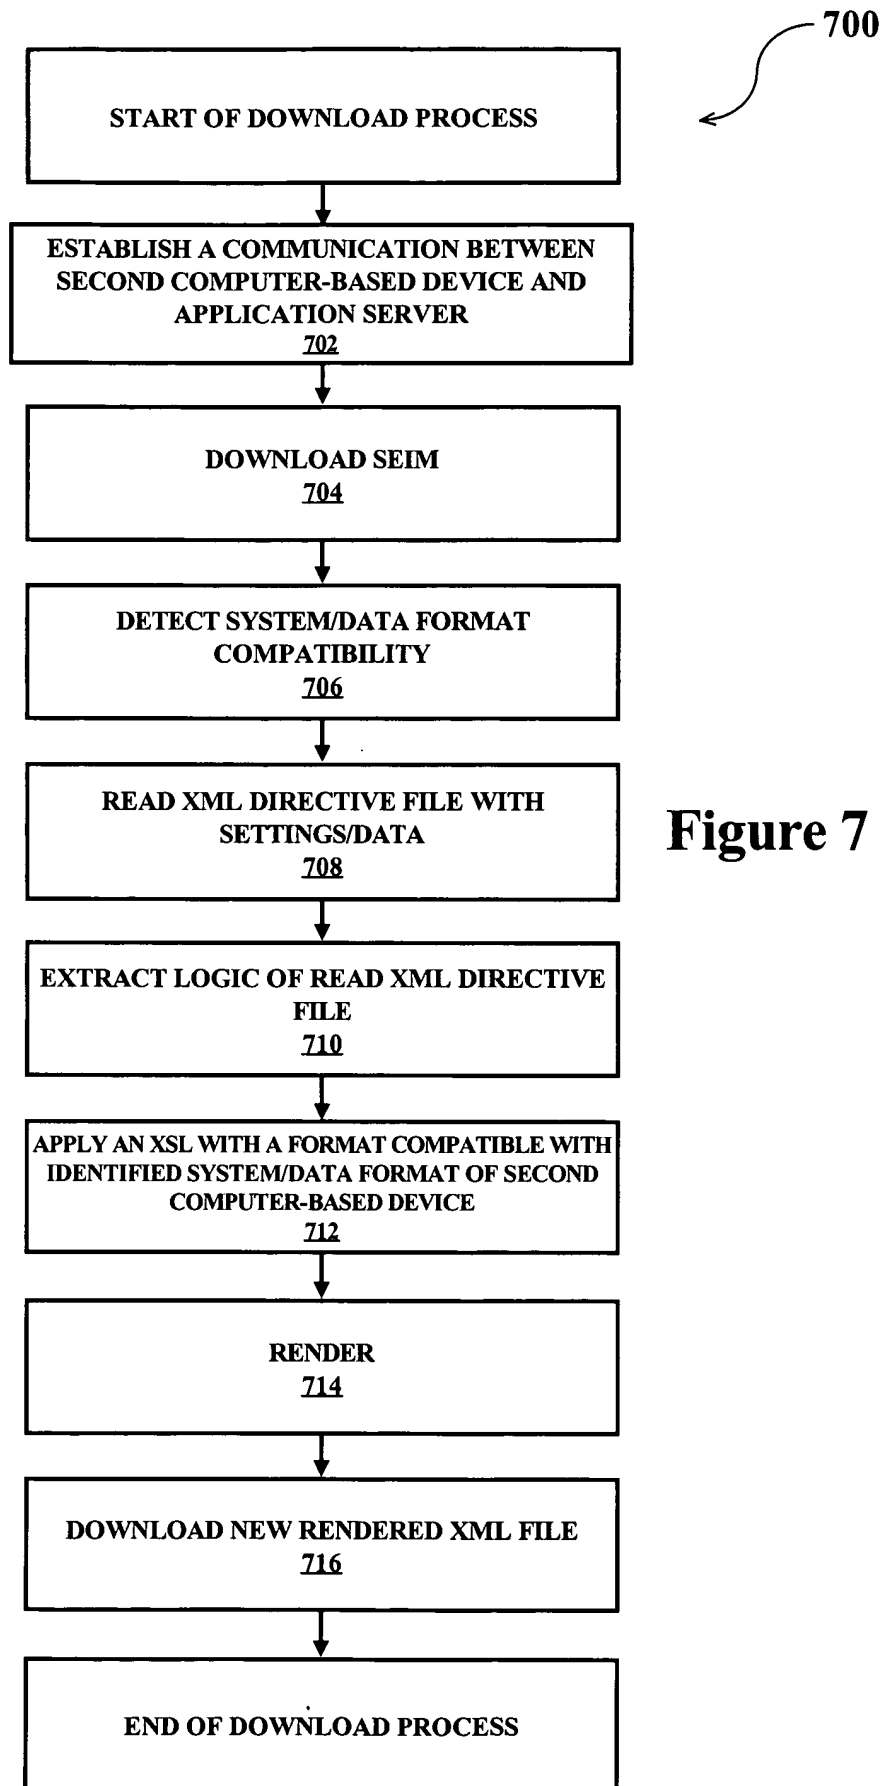 700
START OF DOWNLOAD PROCESS
ESTABLISH A COMMUNICATION BETWEEN
SECOND COMPUTER-BASED DEVICE AND
APPLICATION SERVER
702
DOWNLOAD SEIM
704
DETECT SYSTEM/DATA FORMAT
COMPATIBILITY
706
READ XML DIRECTIVE FILE WITH
SETTINGS/DATA
708
Figure 7
EXTRACT LOGIC OF READ XML DIRECTIVE
FILE
710
APPLY AN XSL WITH A FORMAT COMPATIBLE WITH
IDENTIFIED SYSTEM/DATA FORMAT OF SECOND
COMPUTER-BASED DEVICE
712
RENDER
714
DOWNLOAD NEW RENDERED XML FILE
716
END OF DOWNLOAD PROCESS